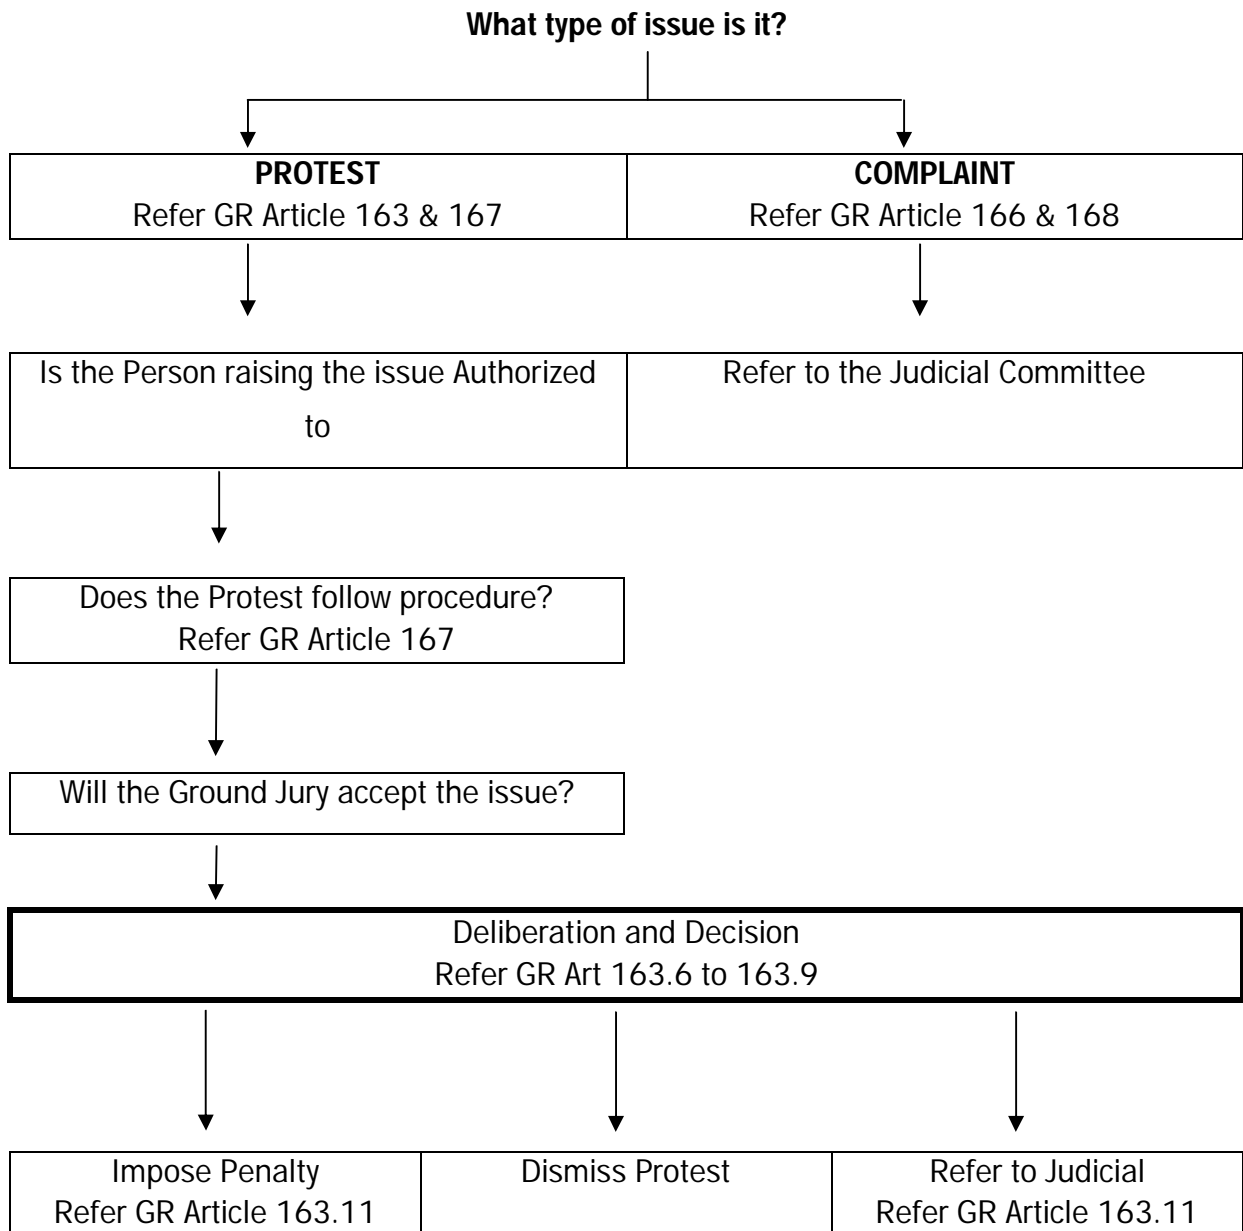 What type of issue is it?
PROTEST
Refer GR Article 163 & 167
COMPLAINT
Refer GR Article 166 & 168
Is the Person raising the issue Authorized
to
Refer to the Judicial Committee
Does the Protest follow procedure?
Refer GR Article 167
Will the Ground Jury accept the issue?
Deliberation and Decision
Refer GR Art 163.6 to 163.9
Impose Penalty
Refer GR Article 163.11
Dismiss Protest
Refer to Judicial
Refer GR Article 163.11